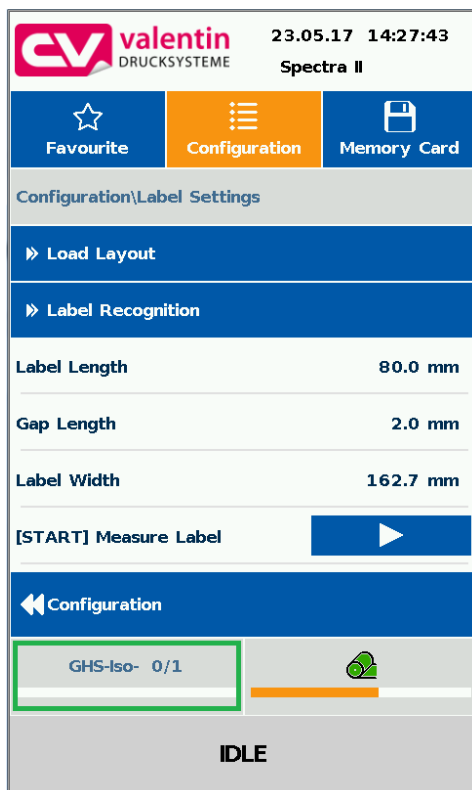 valentin 23.05.17 14:27:43
DRUCKSYSTEME Spectra II
Favourite Configuration Memory Card
Configuration\Label Settings
Load Layout
Label Recognition
Label Length 80.0 mm
Gap Length 2.0 mm
Label Width 162.7 mm
[START] Measure Label
Configuration
GHS-Iso- 0/1
IDLE